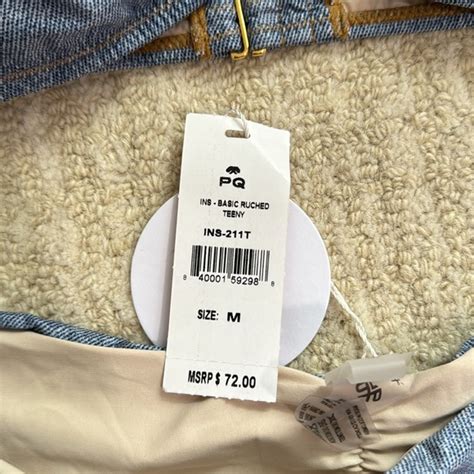 PQ
INS - BASIC RUCHED
TEENY
INS-211T
8 40001 59298 8
SIZE: M
MSRP $ 72.00